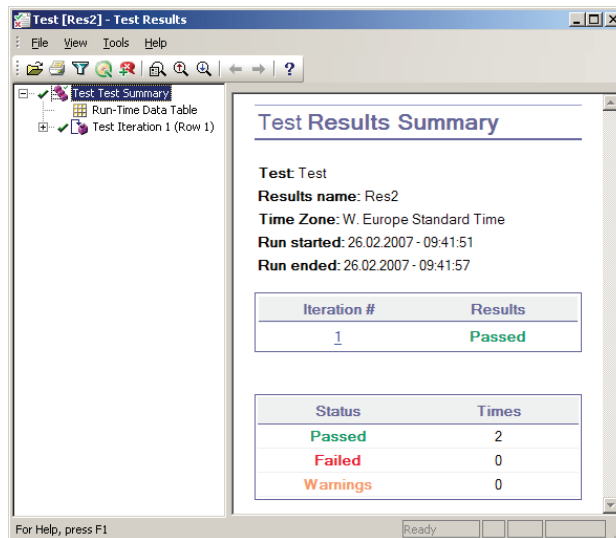 Test [Res2] - Test Results
File View Tools Help
Test Test Summary
Run-Time Data Table
Test Iteration 1 (Row 1)
Test Results Summary
Test: Test
Results name: Res2
Time Zone: W. Europe Standard Time
Run started: 26.02.2007 - 09:41:51
Run ended: 26.02.2007 - 09:41:57
Iteration # Results
1 Passed
Status Times
Passed 2
Failed 0
Warnings 0
For Help, press F1 Ready